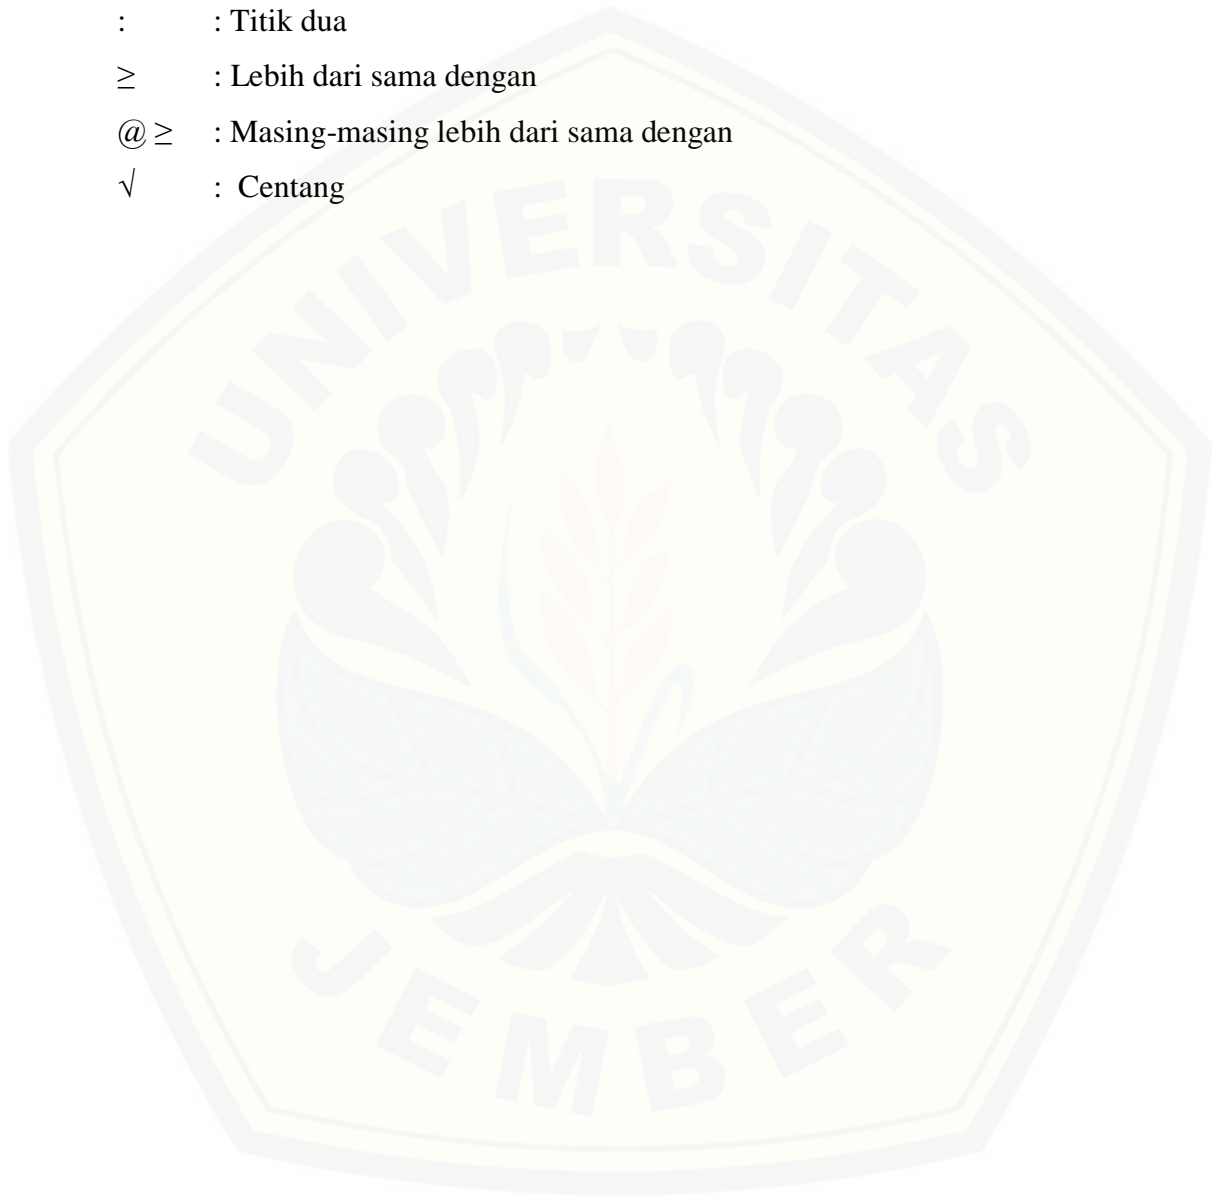 : : Titik dua
≥ : Lebih dari sama dengan
@ ≥ : Masing-masing lebih dari sama dengan
√ : Centang
UNIVERSITAS
JEMBER